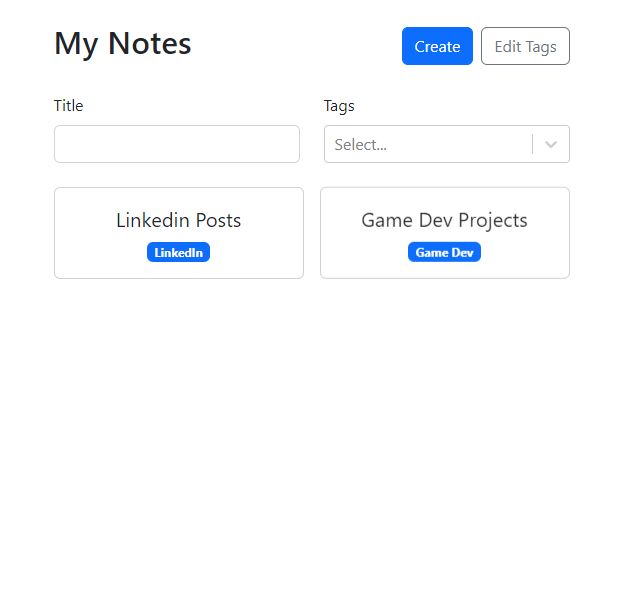 My Notes
Create
Edit Tags
Title
Tags
Select...
Linkedin Posts
LinkedIn
Game Dev Projects
Game Dev